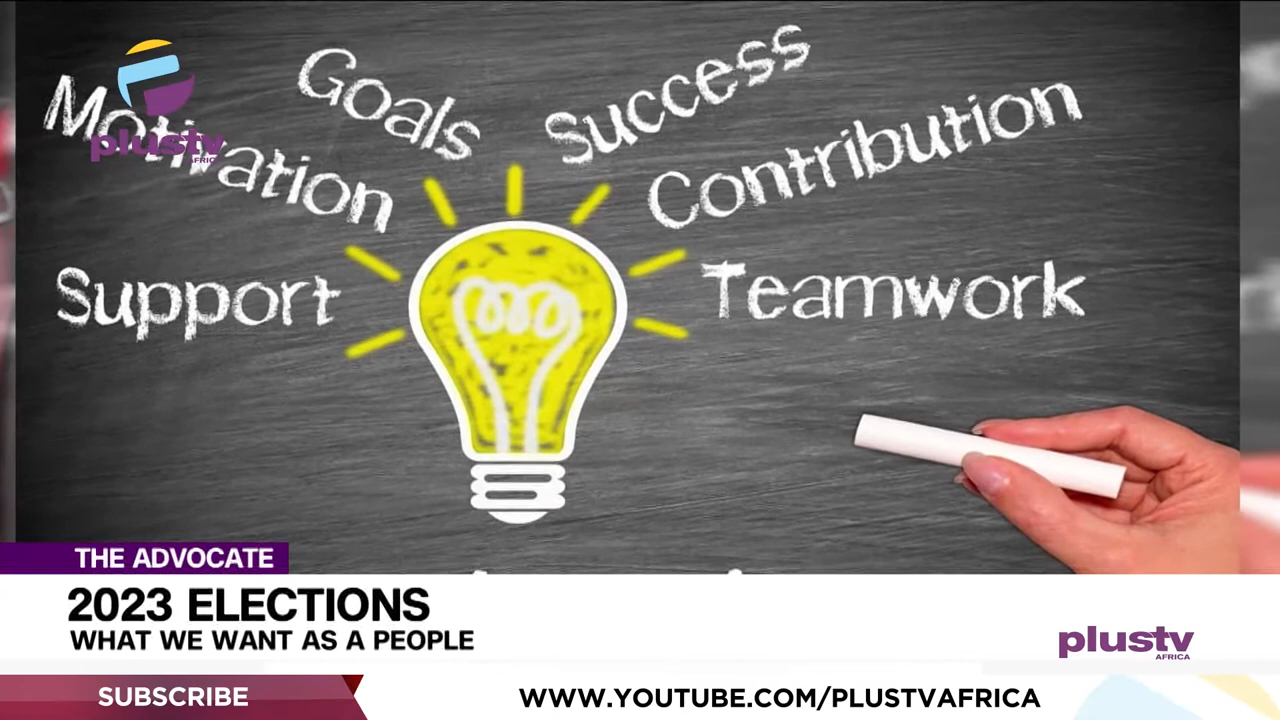 Goals
Success
Motivation
Contribution
plustv
AFRICA
Support
Teamwork
THE ADVOCATE
2023 ELECTIONS
WHAT WE WANT AS A PEOPLE
plustv
AFRICA
SUBSCRIBE
WWW.YOUTUBE.COM/PLUSTVAFRICA